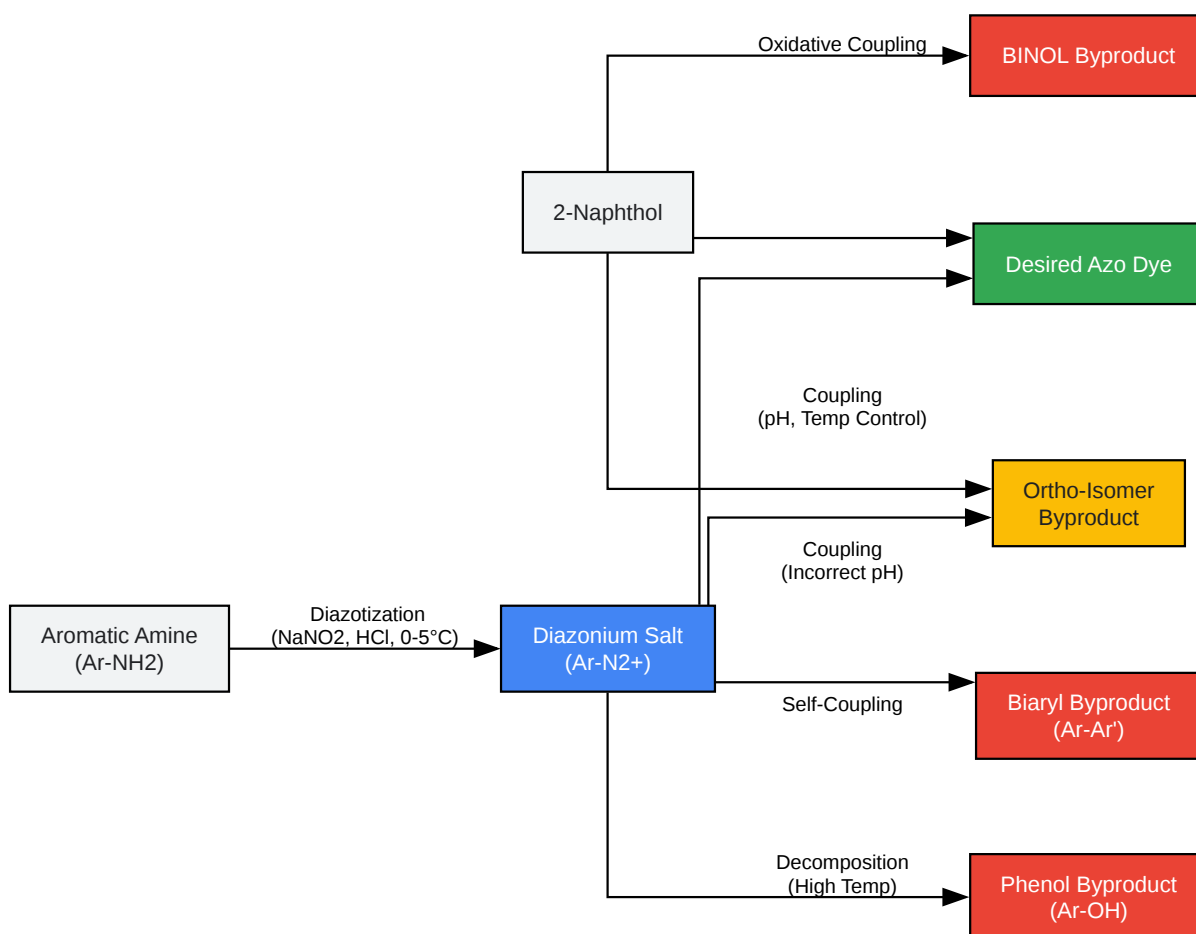 Oxidative Coupling
BINOL Byproduct
2-Naphthol
Desired Azo Dye
Coupling
(pH, Temp Control)
Ortho-Isomer
Byproduct
Coupling
(Incorrect pH)
Aromatic Amine
(Ar-NH2)
Diazotization
(NaNO2, HCl, 0-5°C)
Diazonium Salt
(Ar-N2+)
Self-Coupling
Biaryl Byproduct
(Ar-Ar')
Decomposition
(High Temp)
Phenol Byproduct
(Ar-OH)